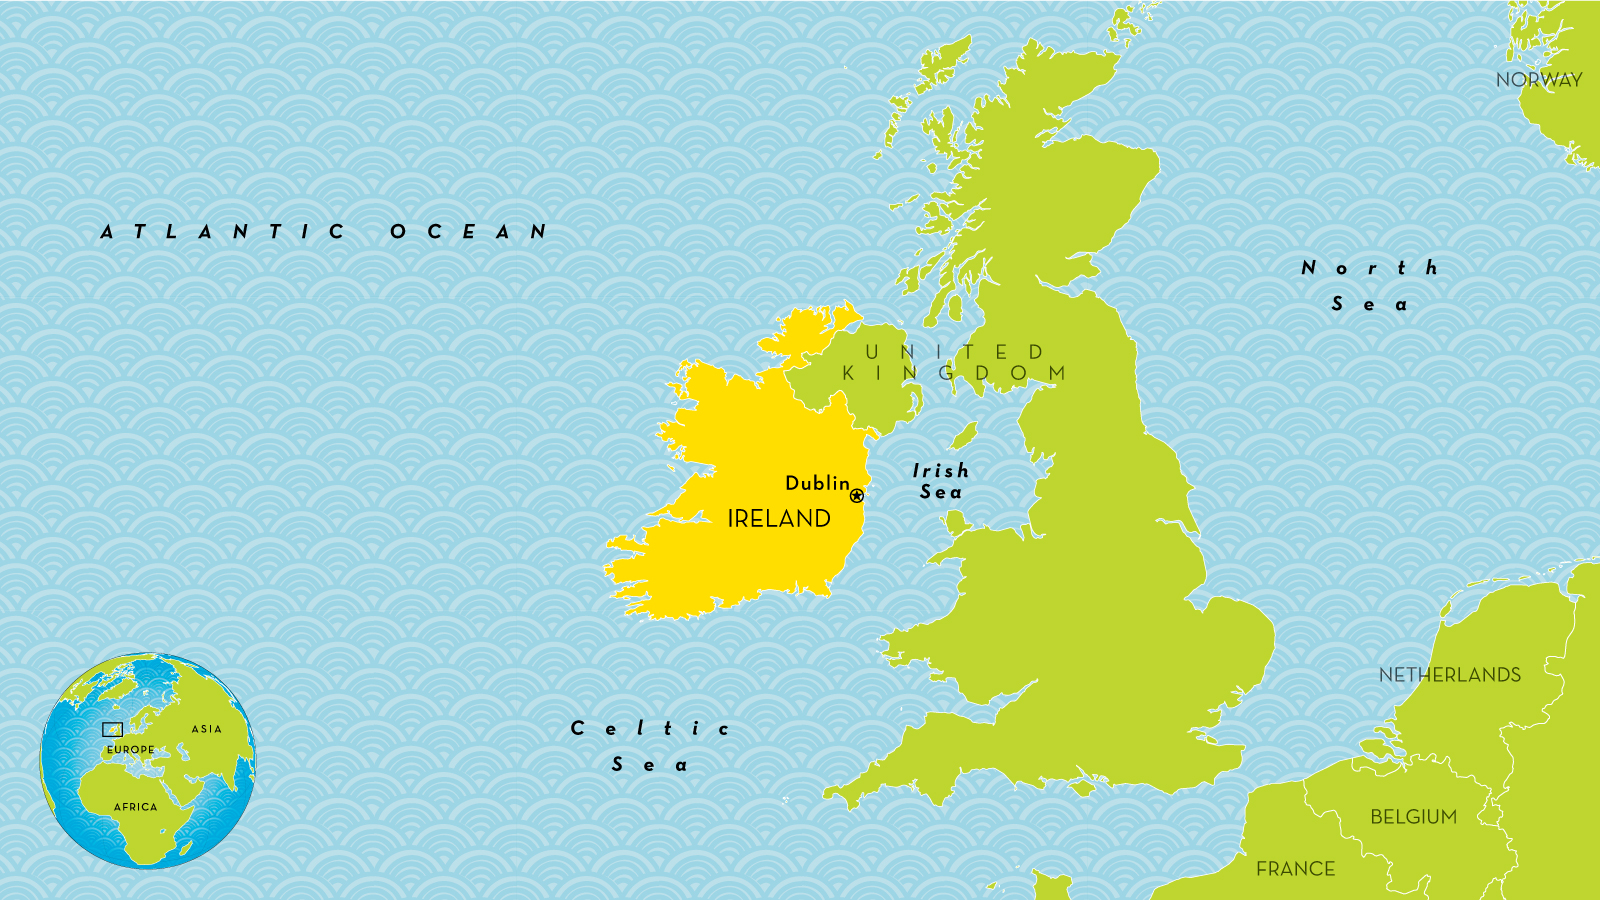 NORWAY
ATLANTIC OCEAN
North
Sea
UNITED
KINGDOM
Irish
Sea
Dublin
IRELAND
NETHERLANDS
Celtic
Sea
ASIA
EUROPE
AFRICA
BELGIUM
FRANCE